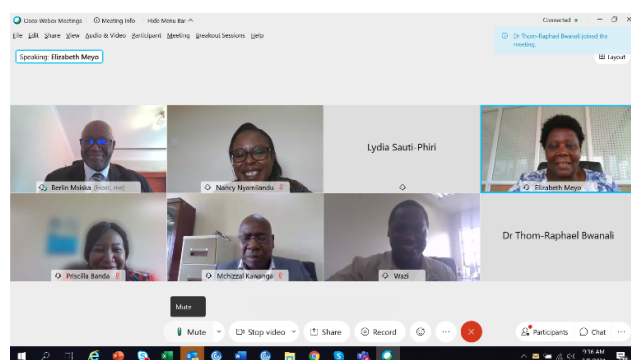 Cisco Webex Meetings
Meeting Info
Hide Menu Bar
Connected
File Edit Share View Audio & Video Participant Meeting Breakout Sessions Help
Dr Thom-Raphael Bwanali joined the
meeting.
Speaking: Elizabeth Meyo
Layout
Berlin Msiska (Host, me)
Nancy Nyamilandu
Lydia Sauti-Phiri
Elizabeth Meyo
Priscilla Banda
Mchizzal Kawanga
Wazi
Dr Thom-Raphael Bwanali
Mute
Mute
Stop video
Share
Record
Participants
Chat
9:36 AM